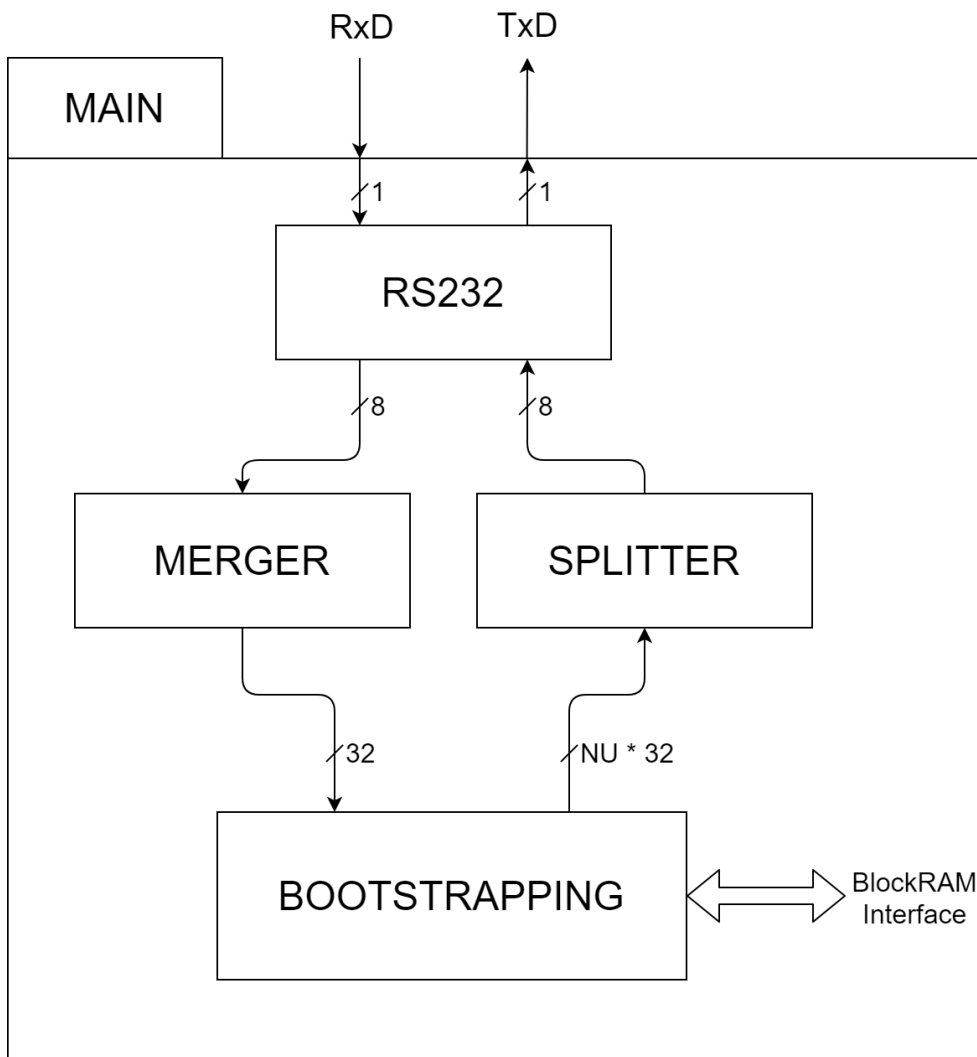 RxD
TxD
MAIN
1
1
RS232
8
8
MERGER
SPLITTER
32
NU * 32
BOOTSTRAPPING
BlockRAM
Interface